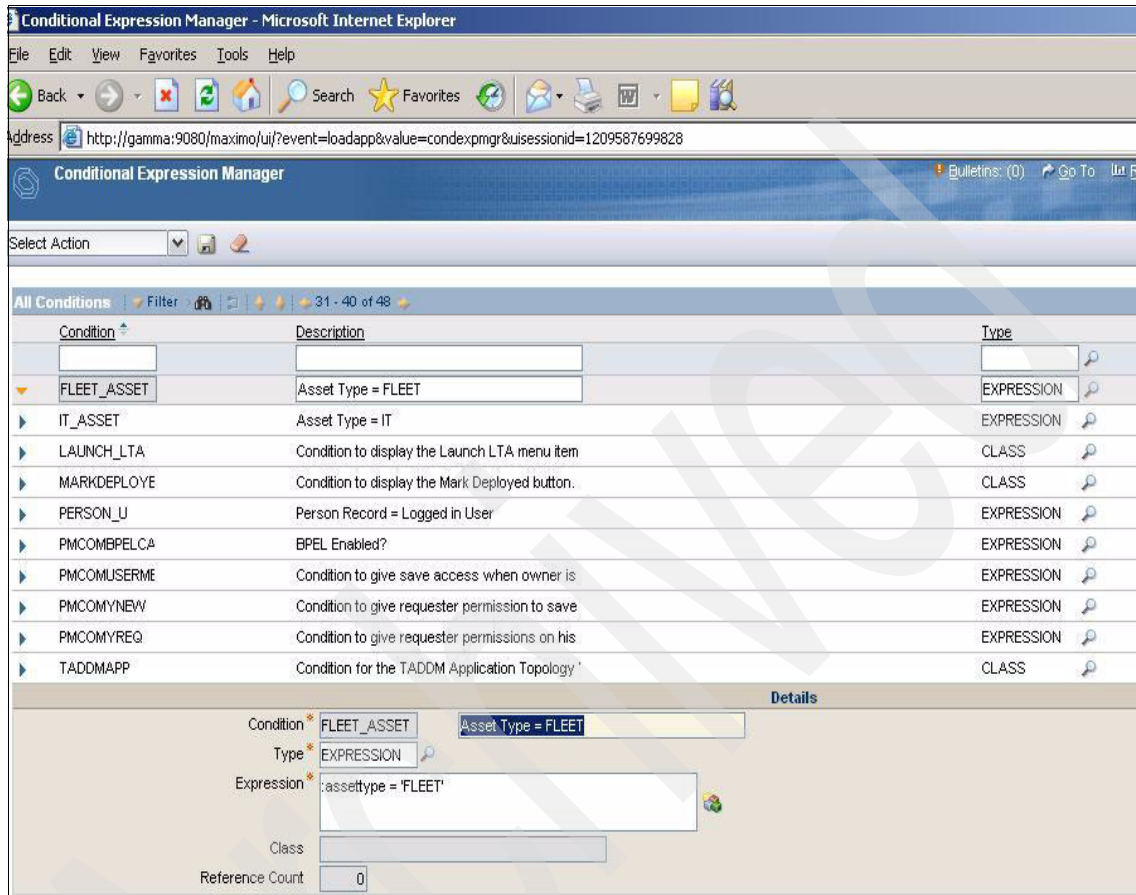 Conditional Expression Manager - Microsoft Internet Explorer
File Edit View Favorites Tools Help
Back Search Favorites
Address http://gamma:9080/maximo/ui/?event=loadapp&value=condexpmgr&uisessionid=1209587699828
Conditional Expression Manager Bulletins: (0) Go To
Select Action
All Conditions Filter 31 - 40 of 48
Condition Description Type
FLEET_ASSET Asset Type = FLEET EXPRESSION
IT_ASSET Asset Type = IT EXPRESSION
LAUNCH_LTA Condition to display the Launch LTA menu item CLASS
MARKDEPLOYE Condition to display the Mark Deployed button. CLASS
PERSON_U Person Record = Logged in User EXPRESSION
PMCOMBPELCA BPEL Enabled? EXPRESSION
PMCOMUSERME Condition to give save access when owner is EXPRESSION
PMCOMYNEW Condition to give requester permission to save EXPRESSION
PMCOMYREQ Condition to give requester permissions on his EXPRESSION
TADDMAPP Condition for the TADDM Application Topology ' CLASS
Details
Condition * FLEET_ASSET Asset Type = FLEET
Type * EXPRESSION
Expression * :assettype = 'FLEET'
Class
Reference Count 0